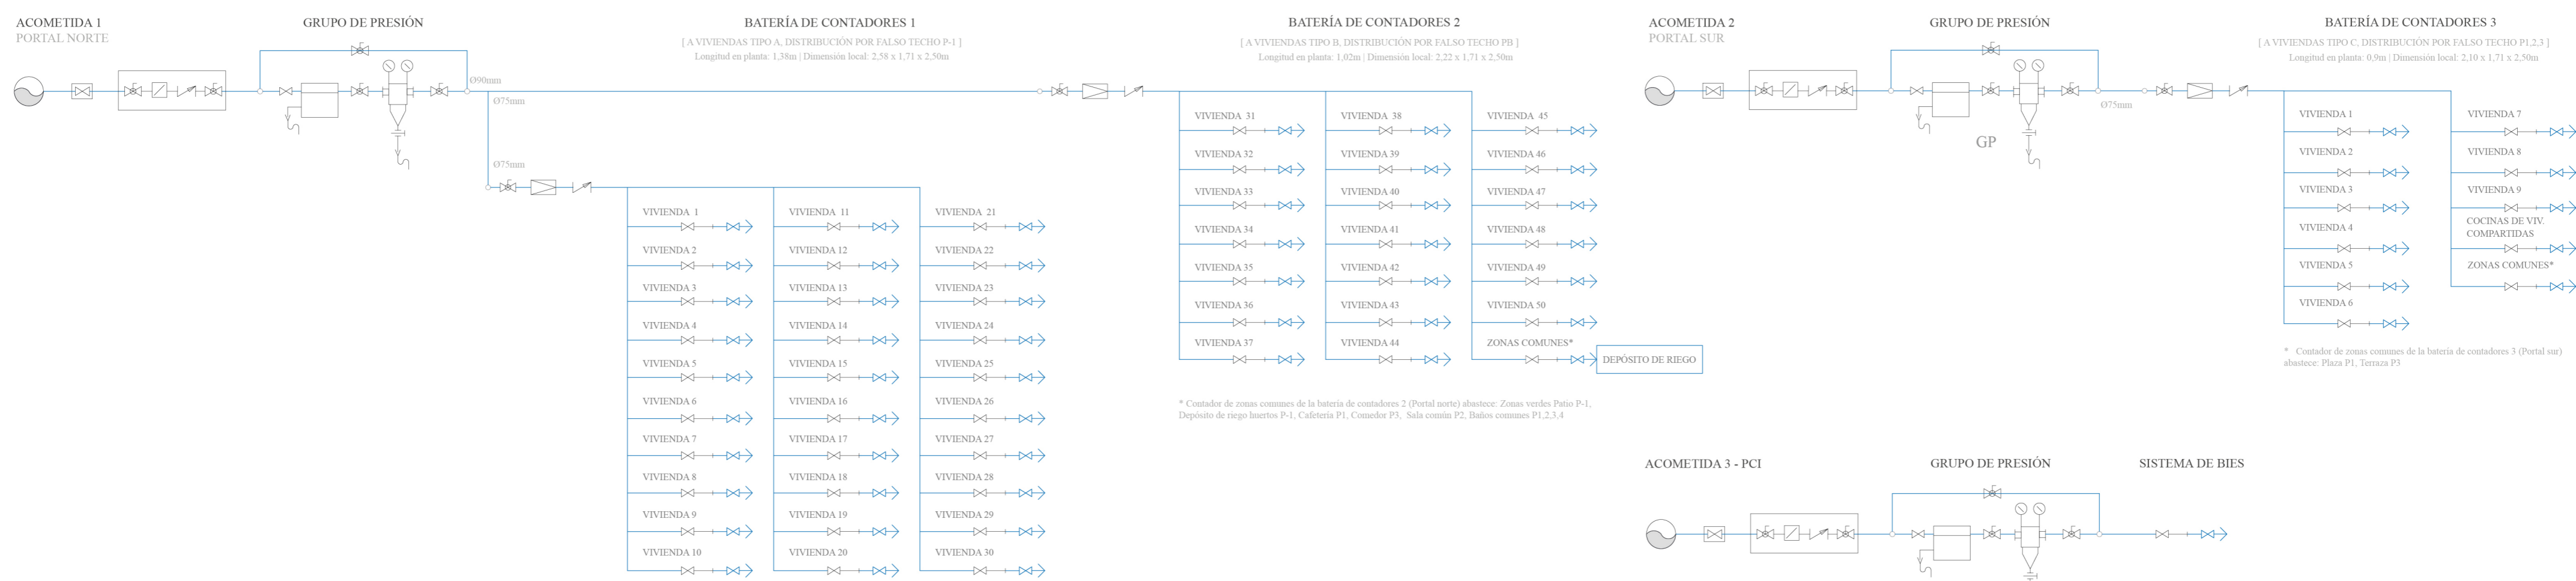 ACOMETIDA 1
PORTAL NORTE
GRUPO DE PRESIÓN
BATERÍA DE CONTADORES 1
[ A VIVIENDAS TIPO A, DISTRIBUCIÓN POR FALSO TECHO P-1 ]
Longitud en planta: 1,38m | Dimensión local: 2,58 x 1,71 x 2,50m
Ø90mm
Ø75mm
Ø75mm
VIVIENDA 1
VIVIENDA 2
VIVIENDA 3
VIVIENDA 4
VIVIENDA 5
VIVIENDA 6
VIVIENDA 7
VIVIENDA 8
VIVIENDA 9
VIVIENDA 10
VIVIENDA 11
VIVIENDA 12
VIVIENDA 13
VIVIENDA 14
VIVIENDA 15
VIVIENDA 16
VIVIENDA 17
VIVIENDA 18
VIVIENDA 19
VIVIENDA 20
VIVIENDA 21
VIVIENDA 22
VIVIENDA 23
VIVIENDA 24
VIVIENDA 25
VIVIENDA 26
VIVIENDA 27
VIVIENDA 28
VIVIENDA 29
VIVIENDA 30
BATERÍA DE CONTADORES 2
[ A VIVIENDAS TIPO B, DISTRIBUCIÓN POR FALSO TECHO PB ]
Longitud en planta: 1,02m | Dimensión local: 2,22 x 1,71 x 2,50m
VIVIENDA 31
VIVIENDA 32
VIVIENDA 33
VIVIENDA 34
VIVIENDA 35
VIVIENDA 36
VIVIENDA 37
VIVIENDA 38
VIVIENDA 39
VIVIENDA 40
VIVIENDA 41
VIVIENDA 42
VIVIENDA 43
VIVIENDA 44
VIVIENDA 45
VIVIENDA 46
VIVIENDA 47
VIVIENDA 48
VIVIENDA 49
VIVIENDA 50
ZONAS COMUNES*
DEPÓSITO DE RIEGO
* Contador de zonas comunes de la batería de contadores 2 (Portal norte) abastece: Zonas verdes Patio P-1,
Depósito de riego huertos P-1, Cafetería P1, Comedor P3, Sala común P2, Baños comunes P1,2,3,4
ACOMETIDA 2
PORTAL SUR
GRUPO DE PRESIÓN
GP
Ø75mm
BATERÍA DE CONTADORES 3
[ A VIVIENDAS TIPO C, DISTRIBUCIÓN POR FALSO TECHO P1,2,3 ]
Longitud en planta: 0,9m | Dimensión local: 2,10 x 1,71 x 2,50m
VIVIENDA 1
VIVIENDA 2
VIVIENDA 3
VIVIENDA 4
VIVIENDA 5
VIVIENDA 6
VIVIENDA 7
VIVIENDA 8
VIVIENDA 9
COCINAS DE VIV.
COMPARTIDAS
ZONAS COMUNES*
* Contador de zonas comunes de la batería de contadores 3 (Portal sur)
abastece: Plaza P1, Terraza P3
ACOMETIDA 3 - PCI
GRUPO DE PRESIÓN
SISTEMA DE BIES